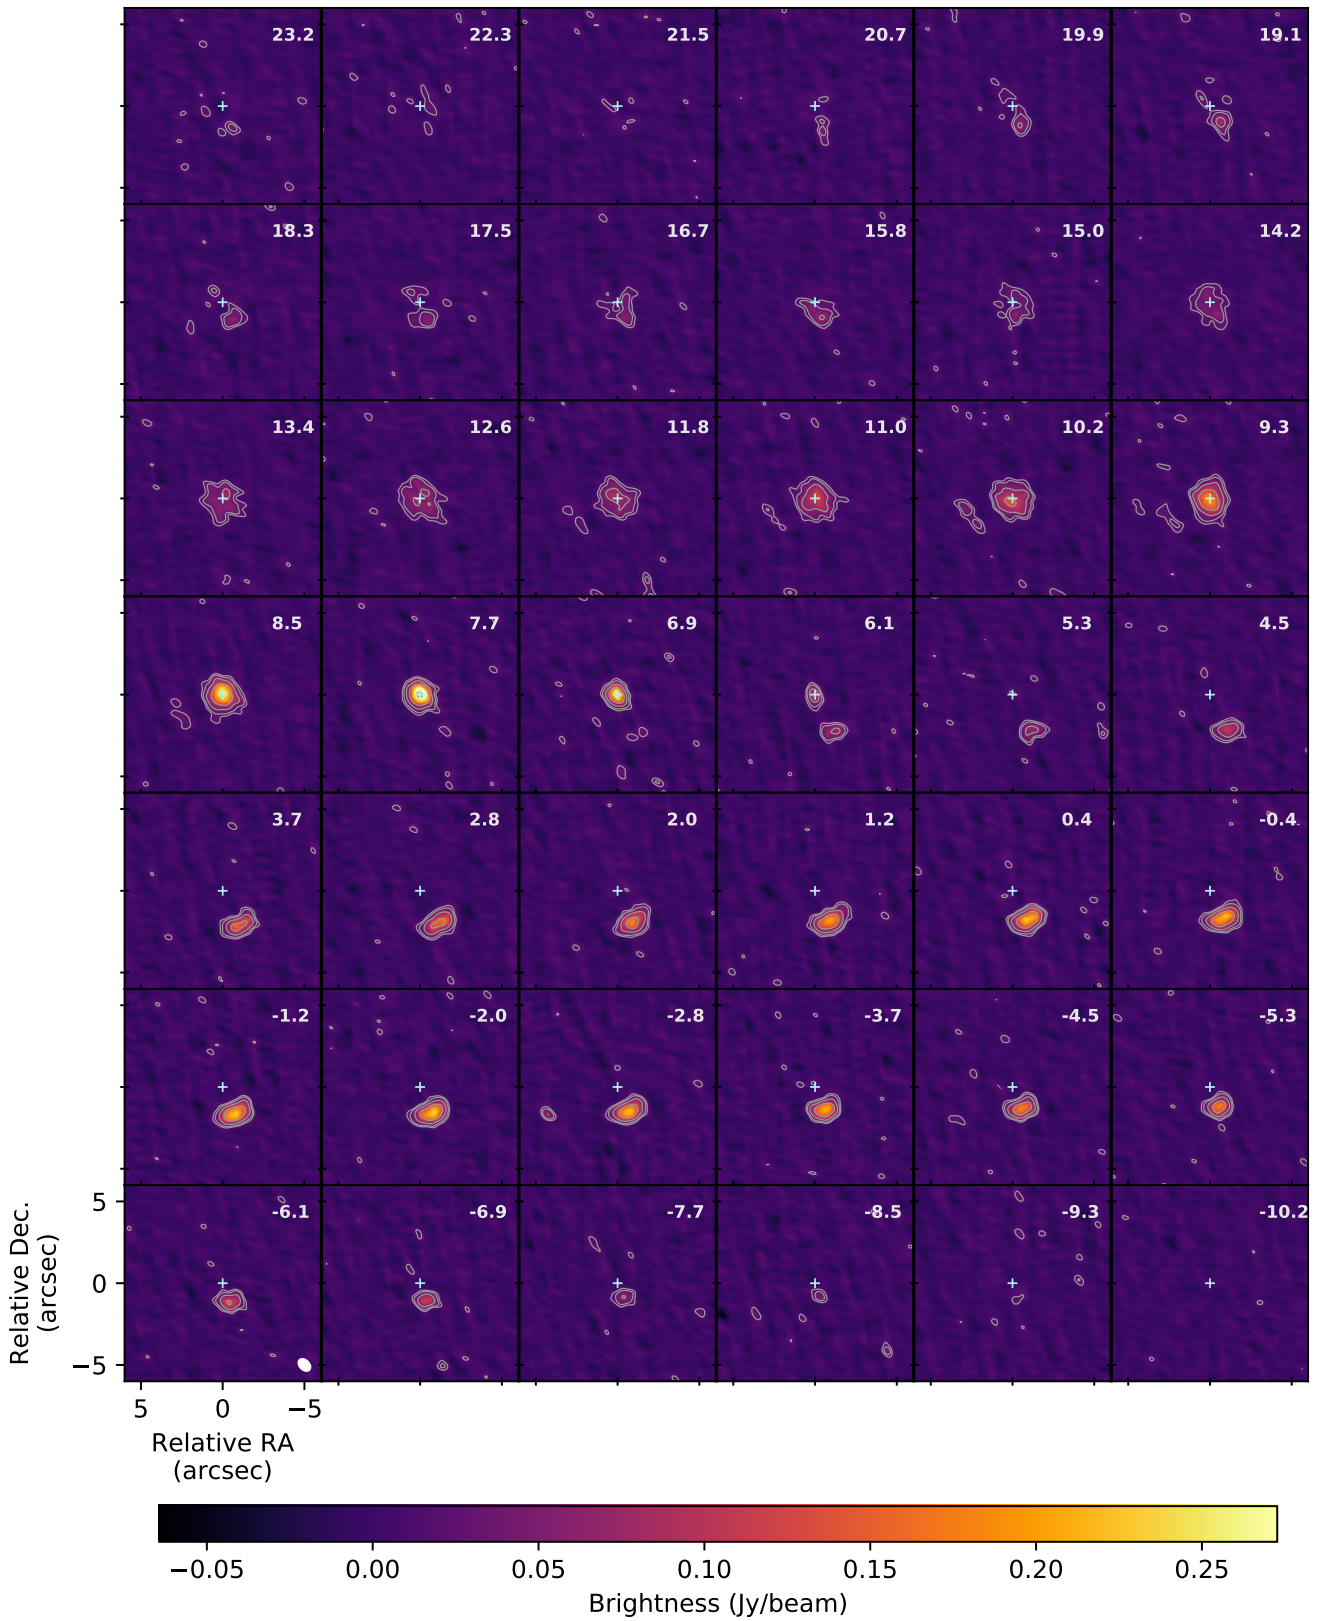 23.2 22.3 21.5 20.7 19.9 19.1
18.3 17.5 16.7 15.8 15.0 14.2
13.4 12.6 11.8 11.0 10.2 9.3
8.5 7.7 6.9 6.1 5.3 4.5
3.7 2.8 2.0 1.2 0.4 -0.4
-1.2 -2.0 -2.8 -3.7 -4.5 -5.3
-6.1 -6.9 -7.7 -8.5 -9.3 -10.2
5
0
−5
Relative Dec.
(arcsec)
5 0 −5
Relative RA
(arcsec)
−0.05 0.00 0.05 0.10 0.15 0.20 0.25
Brightness (Jy/beam)